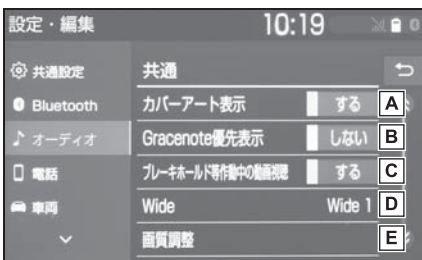 設定・編集 10:19
共通設定 共通
Bluetooth カバーアート表示 する A
オーディオ Gracenote優先表示 しない B
電話 ブレーキホールド等作動中の動画視聴 する C
車両 Wide Wide 1 D
画質調整 E